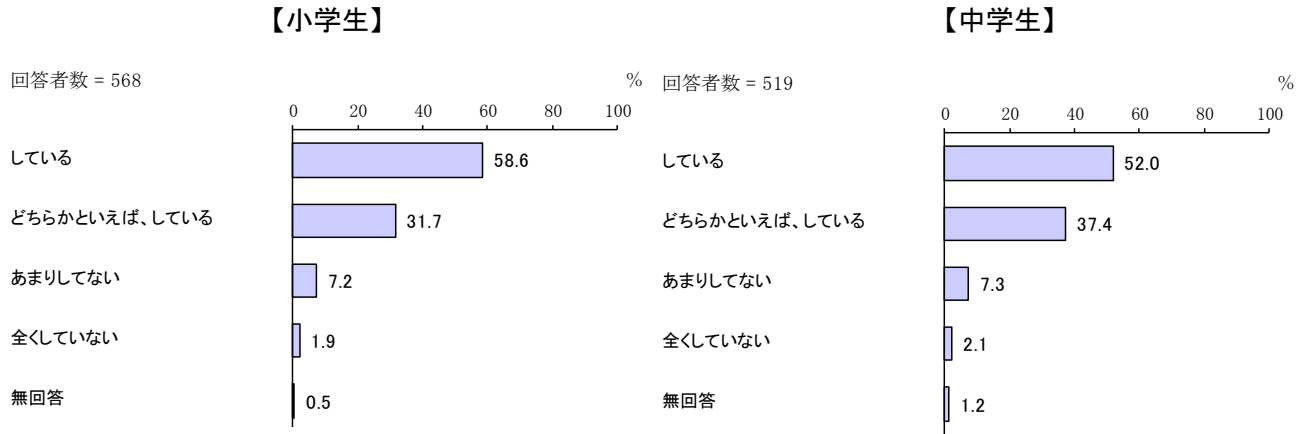 【小学生】
回答者数 = 568
%
0 20 40 60 80 100
している 58.6
どちらかといえば、している 31.7
あまりしてない 7.2
全くしていない 1.9
無回答 0.5
【中学生】
回答者数 = 519
%
0 20 40 60 80 100
している 52.0
どちらかといえば、している 37.4
あまりしてない 7.3
全くしていない 2.1
無回答 1.2